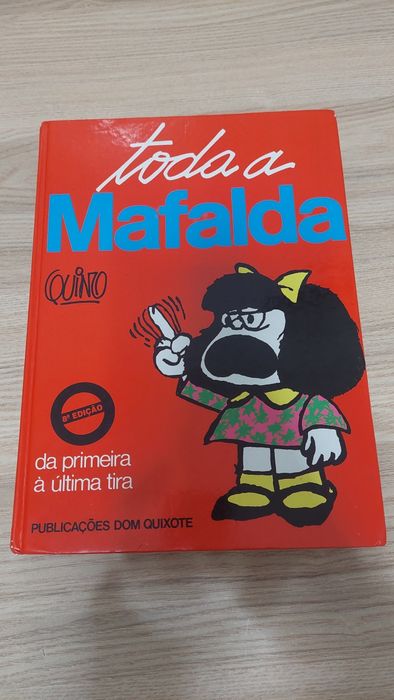 toda a
Mafalda
QUINO
8ª EDIÇÃO
da primeira
à última tira
PUBLICAÇÕES DOM QUIXOTE